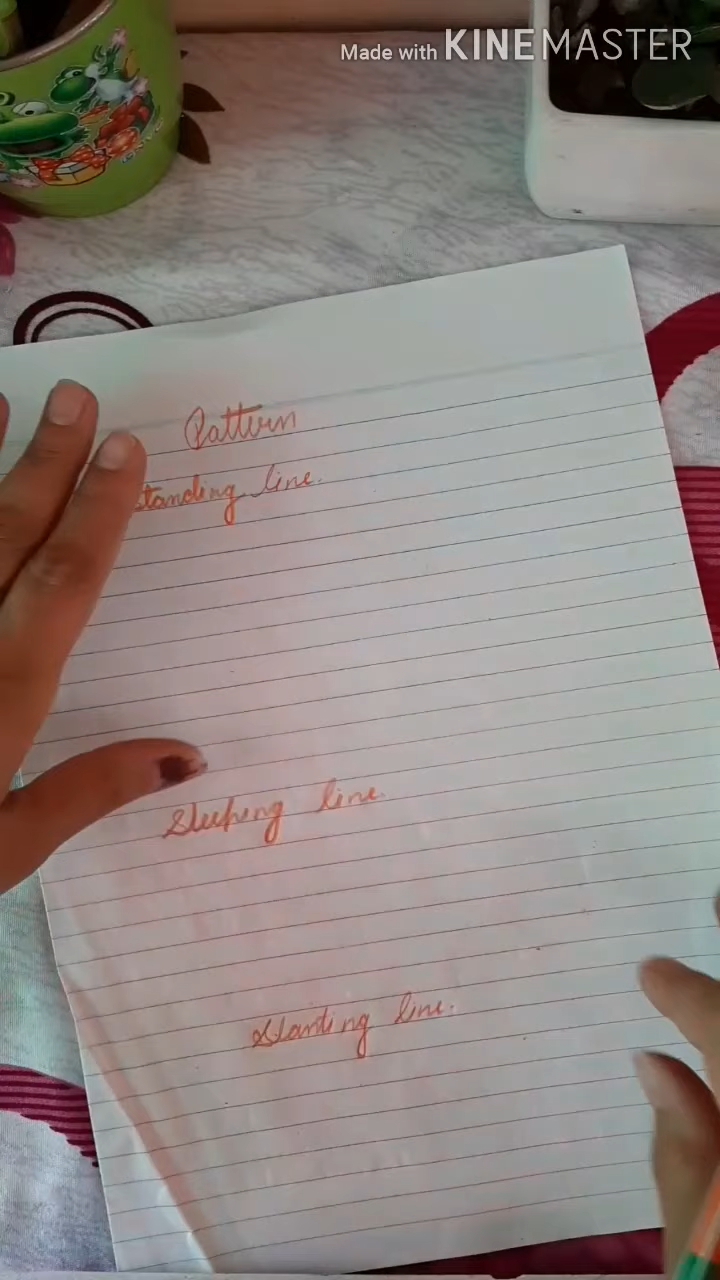 Made with KINEMASTER
Pattern
Standing line.
Sleeping line
Slanting line.